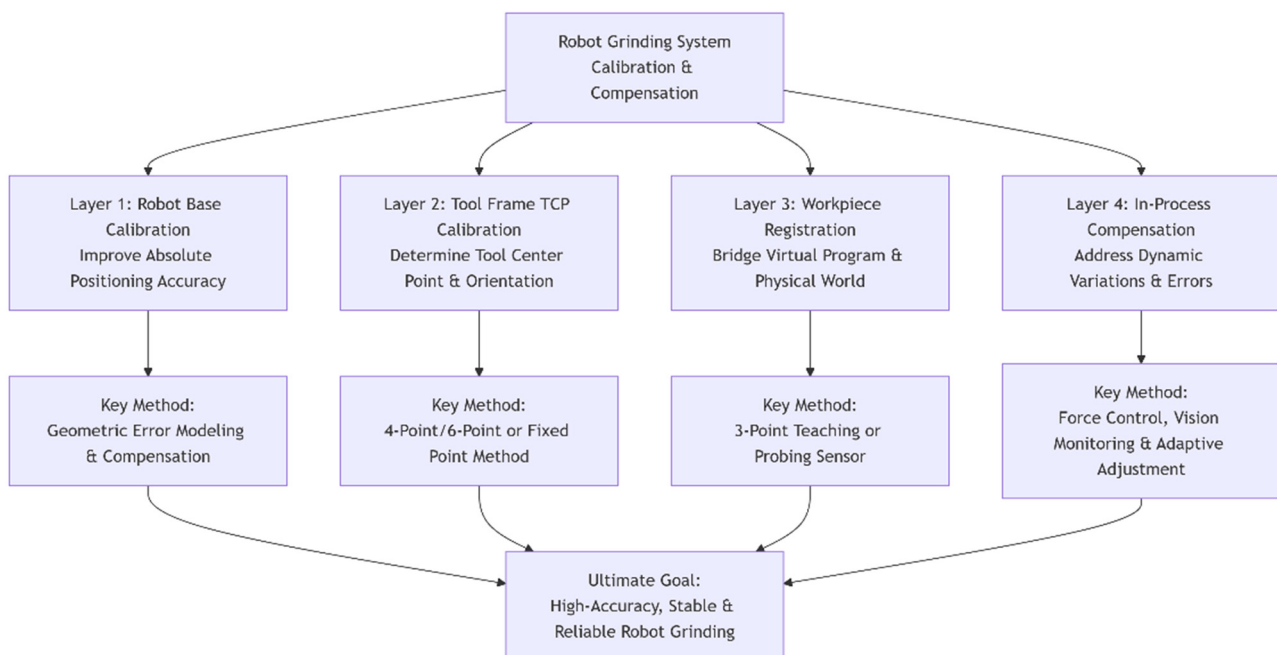 Robot Grinding System
Calibration &
Compensation
Layer 1: Robot Base
Calibration
Improve Absolute
Positioning Accuracy
Layer 2: Tool Frame TCP
Calibration
Determine Tool Center
Point & Orientation
Layer 3: Workpiece
Registration
Bridge Virtual Program &
Physical World
Layer 4: In-Process
Compensation
Address Dynamic
Variations & Errors
Key Method:
Geometric Error Modeling
& Compensation
Key Method:
4-Point/6-Point or Fixed
Point Method
Key Method:
3-Point Teaching or
Probing Sensor
Key Method:
Force Control, Vision
Monitoring & Adaptive
Adjustment
Ultimate Goal:
High-Accuracy, Stable &
Reliable Robot Grinding